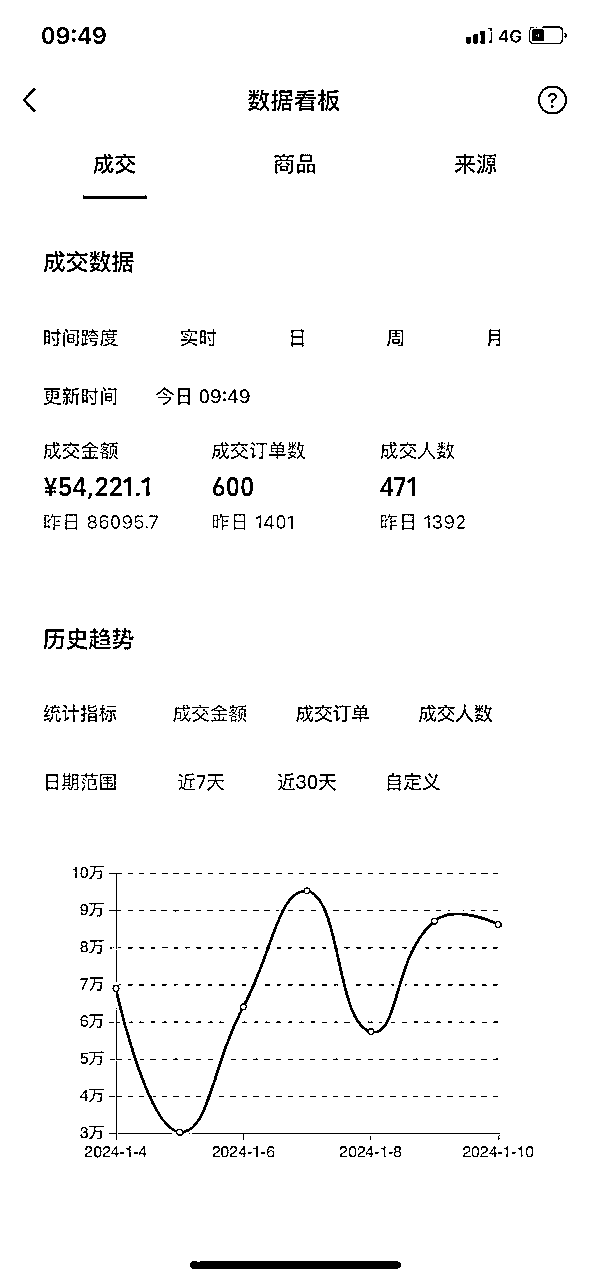 09:49 4G
数据看板
成交 商品 来源
成交数据
时间跨度 实时 日 周 月
更新时间 今日 09:49
成交金额 成交订单数 成交人数
¥54,221.1 600 471
昨日 86095.7 昨日 1401 昨日 1392
历史趋势
统计指标 成交金额 成交订单 成交人数
日期范围 近7天 近30天 自定义
10万
9万
8万
7万
6万
5万
4万
3万
2024-1-4 2024-1-6 2024-1-8 2024-1-10